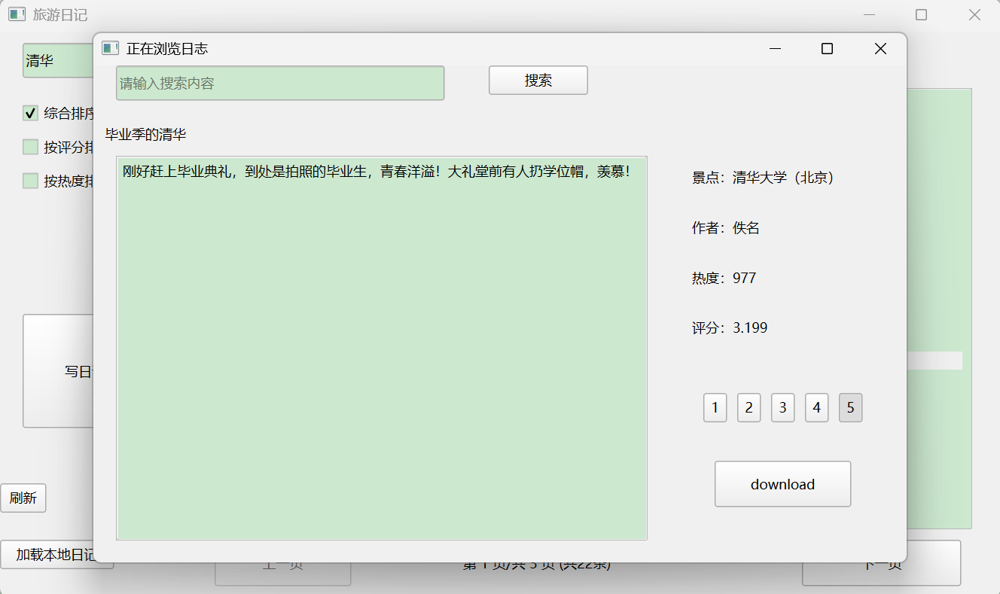 旅游日记
清华
综合排序
按评分排
按热度排
写日
刷新
加载本地日记
正在浏览日志
请输入搜索内容
搜索
毕业季的清华
刚好赶上毕业典礼，到处是拍照的毕业生，青春洋溢！大礼堂前有人扔学位帽，羡慕！
景点：清华大学（北京）
作者：佚名
热度：977
评分：3.199
1 2 3 4 5
download
上一页
第 1 页/共 3 页 (共22条)
下一页